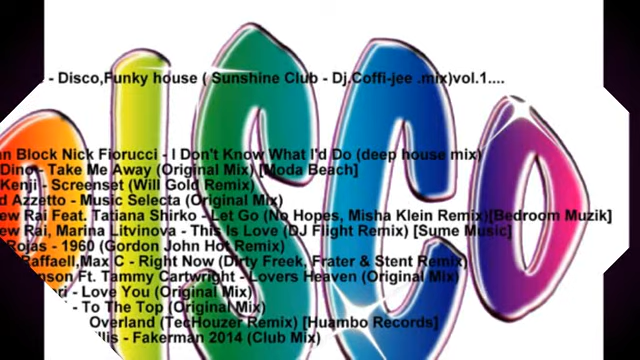 DISCO
- Disco,Funky house ( Sunshine Club - Dj,Coffi-jee .mix)vol.1....
Block Nick Fiorucci - I Don't Know What I'd Do (deep house mix)
Dino - Take Me Away (Original Mix) [Moda Beach]
Kenji - Screenset (Will Gold Remix)
Azzetto - Music Selecta (Original Mix)
Rai Feat. Tatiana Shirko - Let Go (No Hopes, Misha Klein Remix)[Bedroom Muzik]
Rai, Marina Litvinova - This Is Love (DJ Flight Remix) [Sume Music]
Rojas - 1960 (Gordon John Hot Remix)
Raffaell,Max C - Right Now (Dirty Freek, Frater & Stent Remix)
Ft. Tammy Cartwright - Lovers Heaven (Original Mix)
- Love You (Original Mix)
- To The Top (Original Mix)
Overland (TecHouzer Remix) [Huambo Records]
- Fakerman 2014 (Club Mix)